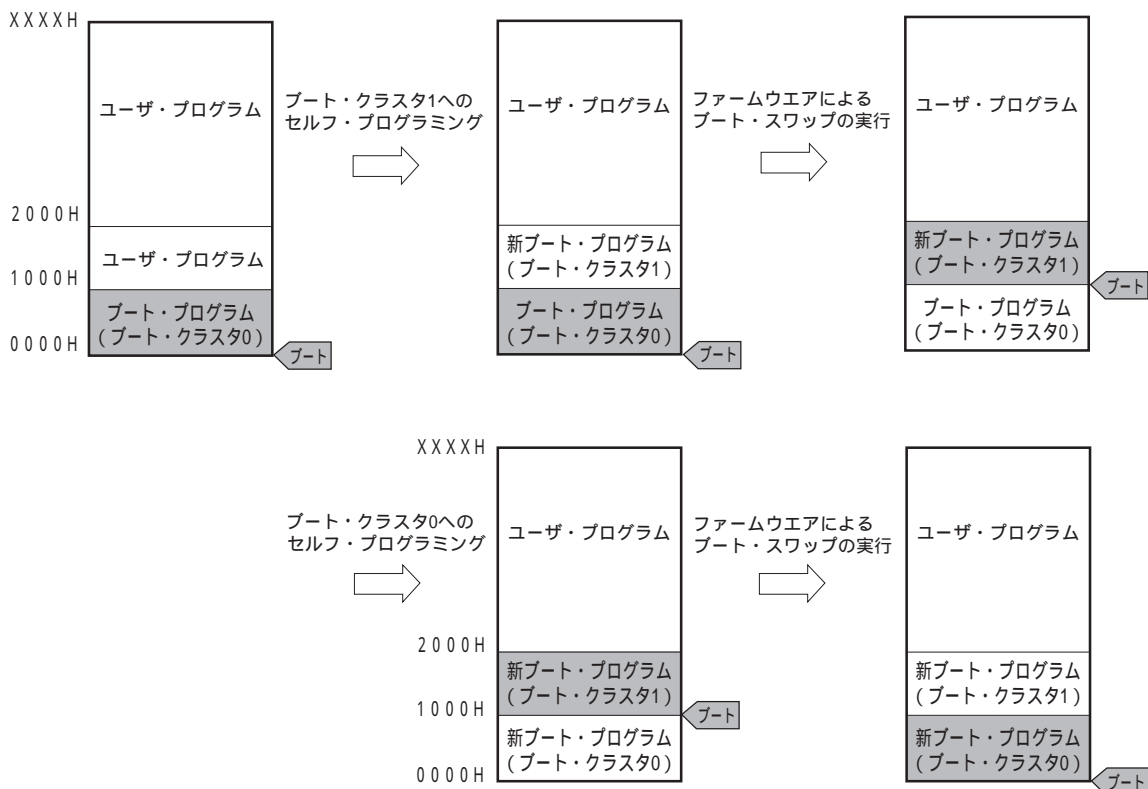 XXXXH
ユーザ・プログラム
2000H
ユーザ・プログラム
1000H
ブート・プログラム
(ブート・クラスタ0)
0000H
ブート
ブート・クラスタ1への
セルフ・プログラミング
ユーザ・プログラム
新ブート・プログラム
(ブート・クラスタ1)
ブート・プログラム
(ブート・クラスタ0)
ブート
ファームウエアによる
ブート・スワップの実行
ユーザ・プログラム
新ブート・プログラム
(ブート・クラスタ1)
ブート
ブート・プログラム
(ブート・クラスタ0)
ブート・クラスタ0への
セルフ・プログラミング
XXXXH
ユーザ・プログラム
2000H
新ブート・プログラム
(ブート・クラスタ1)
1000H
ブート
新ブート・プログラム
(ブート・クラスタ0)
0000H
ファームウエアによる
ブート・スワップの実行
ユーザ・プログラム
新ブート・プログラム
(ブート・クラスタ1)
新ブート・プログラム
(ブート・クラスタ0)
ブート